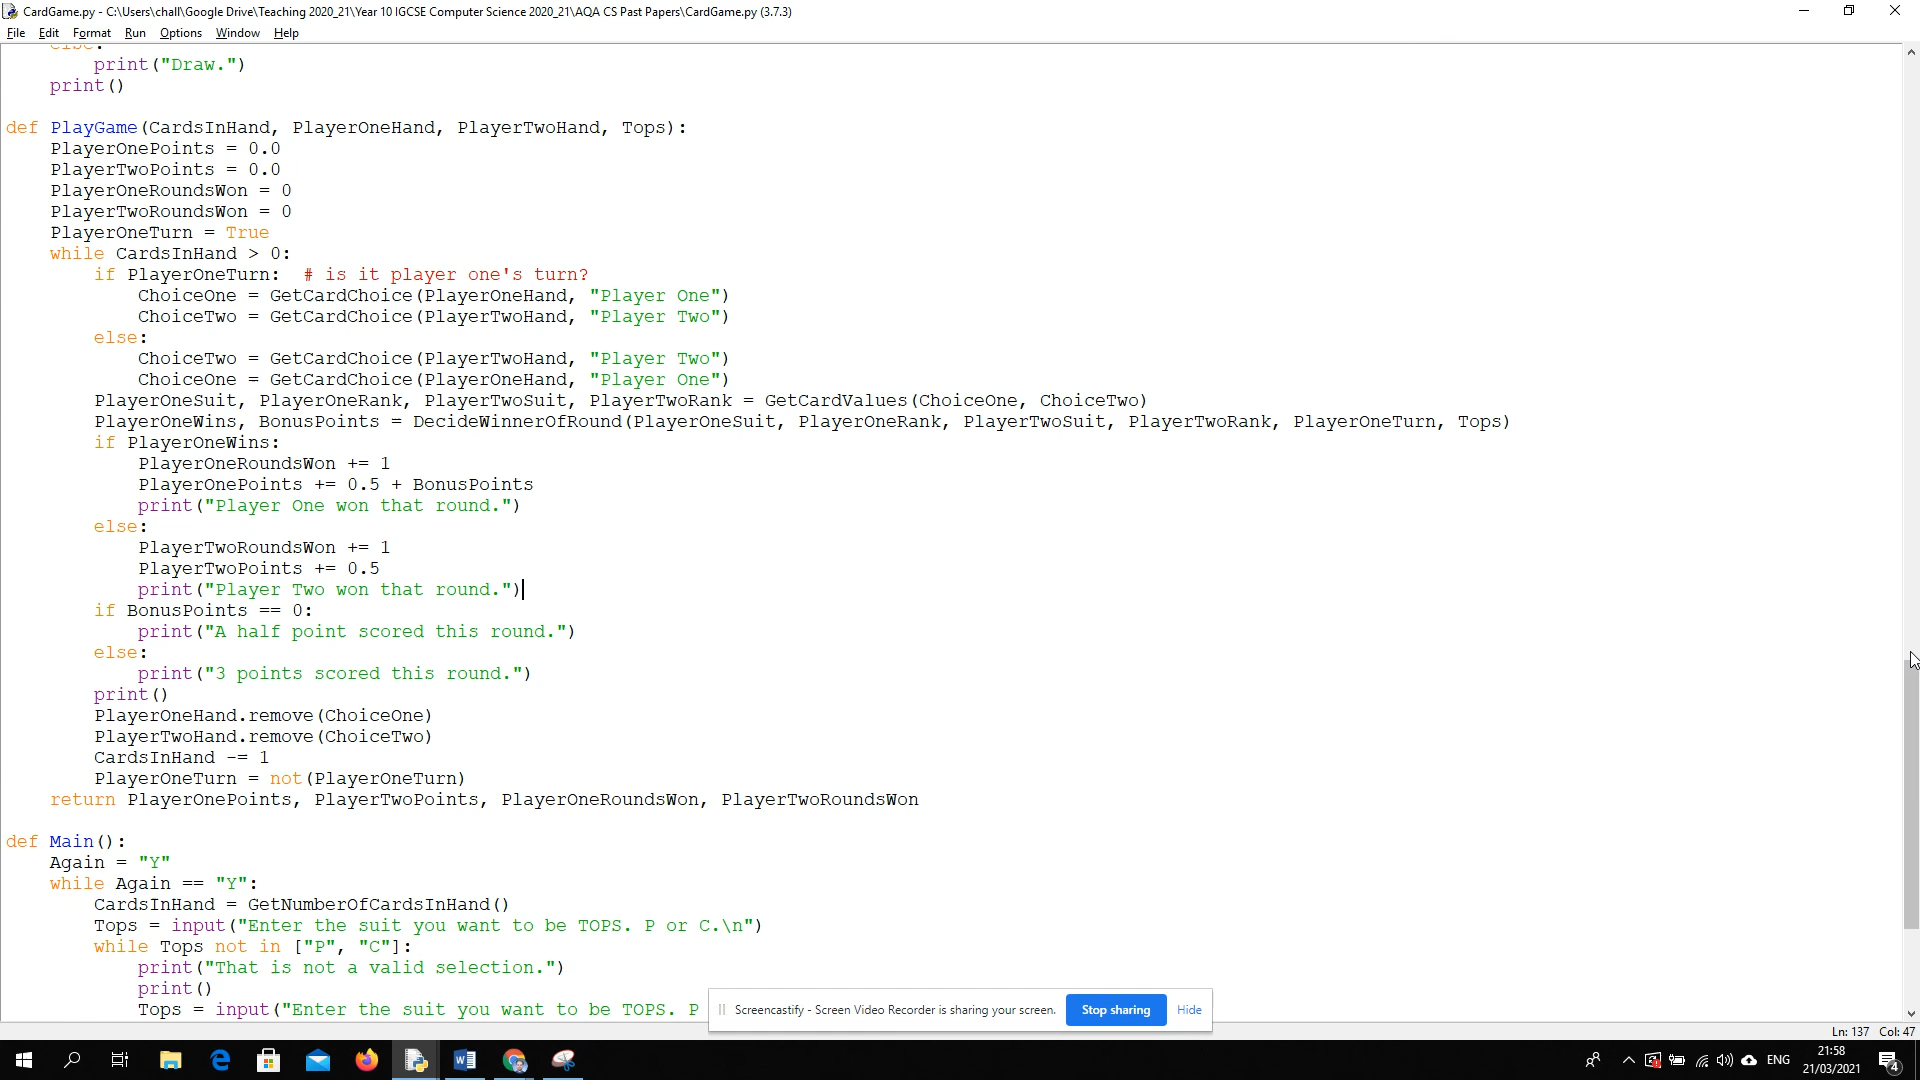 CardGame.py - C:\Users\chall\Google Drive\Teaching 2020_21\Year 10 IGCSE Computer Science 2020_21\AQA CS Past Papers\CardGame.py (3.7.3)
File Edit Format Run Options Window Help
else:
        print("Draw.")
    print()
def PlayGame(CardsInHand, PlayerOneHand, PlayerTwoHand, Tops):
    PlayerOnePoints = 0.0
    PlayerTwoPoints = 0.0
    PlayerOneRoundsWon = 0
    PlayerTwoRoundsWon = 0
    PlayerOneTurn = True
    while CardsInHand > 0:
        if PlayerOneTurn:  # is it player one's turn?
            ChoiceOne = GetCardChoice(PlayerOneHand, "Player One")
            ChoiceTwo = GetCardChoice(PlayerTwoHand, "Player Two")
        else:
            ChoiceTwo = GetCardChoice(PlayerTwoHand, "Player Two")
            ChoiceOne = GetCardChoice(PlayerOneHand, "Player One")
        PlayerOneSuit, PlayerOneRank, PlayerTwoSuit, PlayerTwoRank = GetCardValues(ChoiceOne, ChoiceTwo)
        PlayerOneWins, BonusPoints = DecideWinnerOfRound(PlayerOneSuit, PlayerOneRank, PlayerTwoSuit, PlayerTwoRank, PlayerOneTurn, Tops)
        if PlayerOneWins:
            PlayerOneRoundsWon += 1
            PlayerOnePoints += 0.5 + BonusPoints
            print("Player One won that round.")
        else:
            PlayerTwoRoundsWon += 1
            PlayerTwoPoints += 0.5
            print("Player Two won that round.")
        if BonusPoints == 0:
            print("A half point scored this round.")
        else:
            print("3 points scored this round.")
        print()
        PlayerOneHand.remove(ChoiceOne)
        PlayerTwoHand.remove(ChoiceTwo)
        CardsInHand -= 1
        PlayerOneTurn = not(PlayerOneTurn)
    return PlayerOnePoints, PlayerTwoPoints, PlayerOneRoundsWon, PlayerTwoRoundsWon
def Main():
    Again = "Y"
    while Again == "Y":
        CardsInHand = GetNumberOfCardsInHand()
        Tops = input("Enter the suit you want to be TOPS. P or C.\n")
        while Tops not in ["P", "C"]:
            print("That is not a valid selection.")
            print()
            Tops = input("Enter the suit you want to be TOPS. P
Screencastify - Screen Video Recorder is sharing your screen. Stop sharing Hide
Ln: 137 Col: 47
ENG
21:58
21/03/2021
4